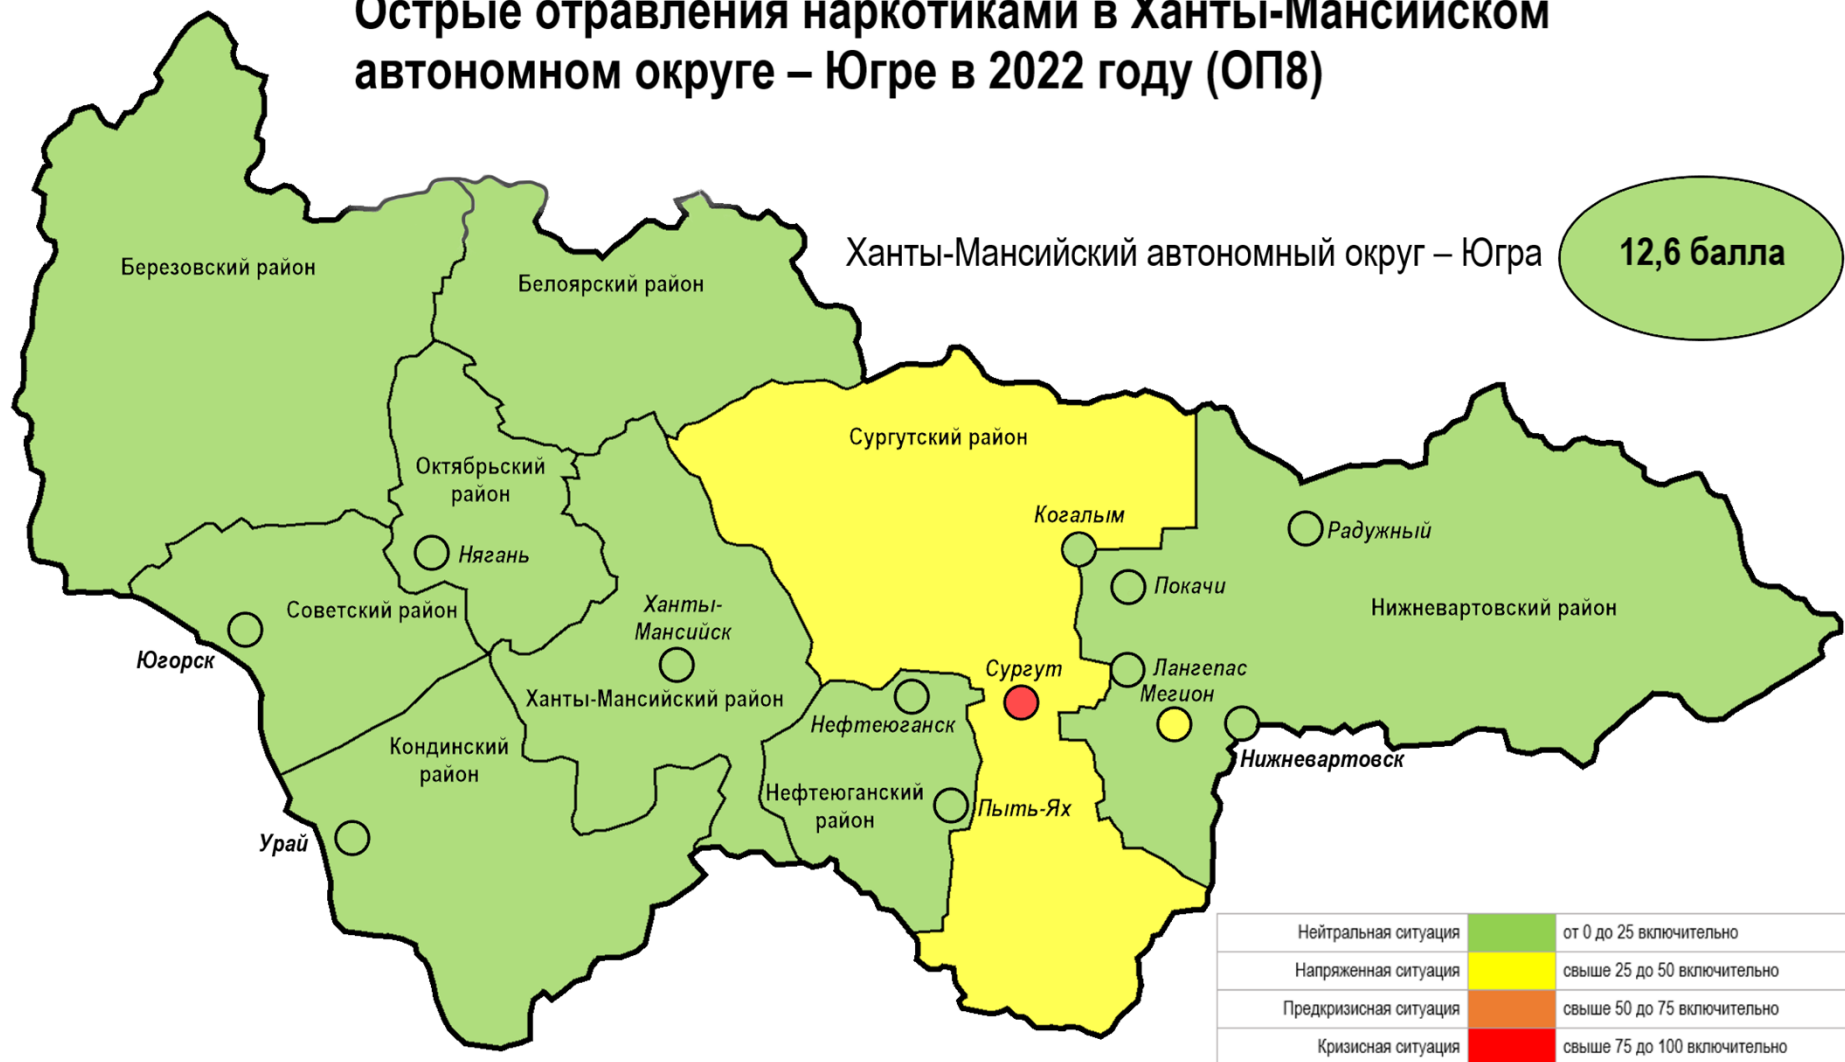 Острые отравления наркотиками в Ханты-Мансийском
автономном округе – Югре в 2022 году (ОП8)
Ханты-Мансийский автономный округ – Югра
12,6 балла
Березовский район
Белоярский район
Сургутский район
Октябрьский
район
Когалым
Радужный
Нягань
Покачи
Советский район
Ханты-
Мансийск
Нижневартовский район
Югорск
Сургут
Лангепас
Мегион
Ханты-Мансийский район
Нефтеюганск
Кондинский
район
Нижневартовск
Нефтеюганский
район
Пыть-Ях
Урай
Нейтральная ситуация от 0 до 25 включительно
Напряженная ситуация свыше 25 до 50 включительно
Предкризисная ситуация свыше 50 до 75 включительно
Кризисная ситуация свыше 75 до 100 включительно